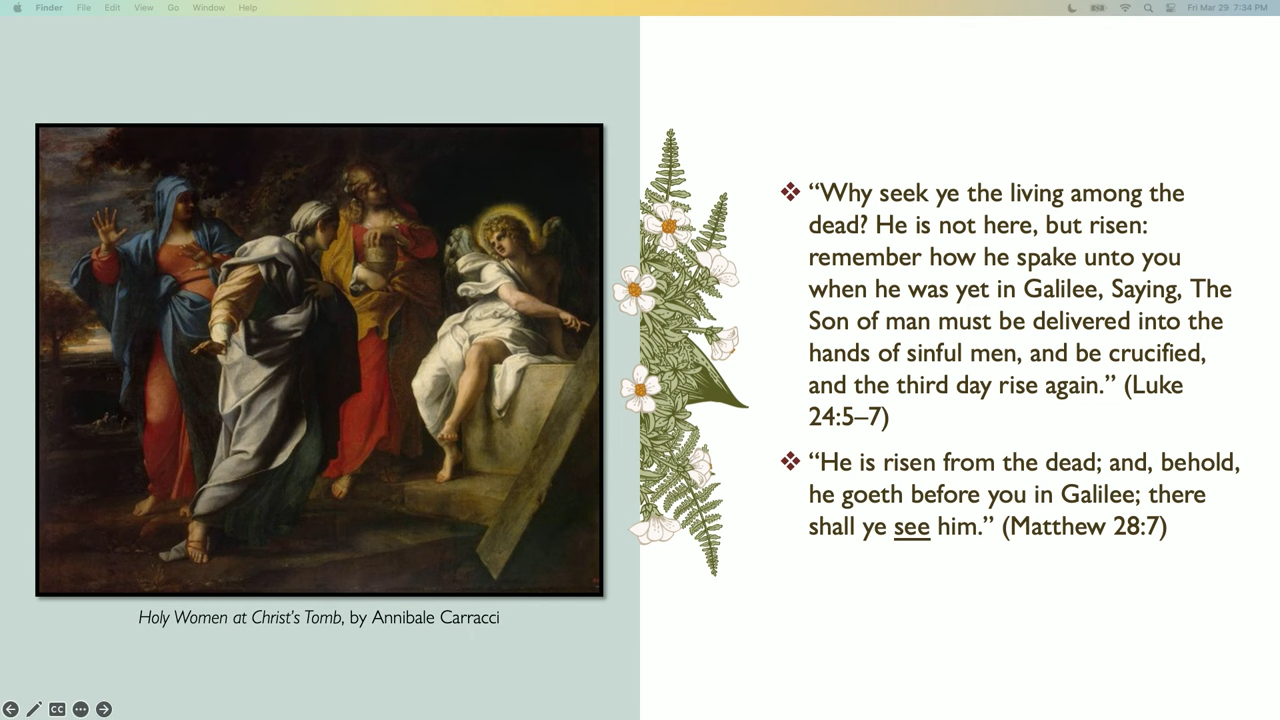 Finder File Edit View Go Window Help
Fri Mar 29 7:34 PM
“Why seek ye the living among the
dead? He is not here, but risen:
remember how he spake unto you
when he was yet in Galilee, Saying, The
Son of man must be delivered into the
hands of sinful men, and be crucified,
and the third day rise again.” (Luke
24:5–7)
“He is risen from the dead; and, behold,
he goeth before you in Galilee; there
shall ye see him.” (Matthew 28:7)
Holy Women at Christ's Tomb, by Annibale Carracci
CC